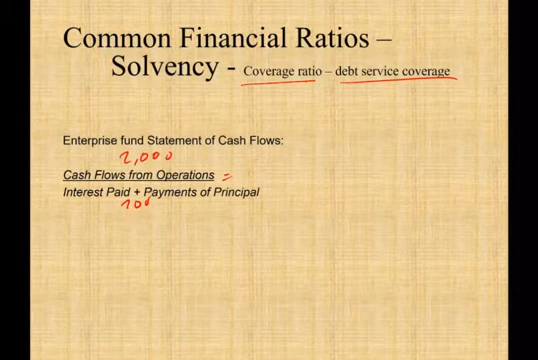 Common Financial Ratios –
Solvency - Coverage ratio – debt service coverage
Enterprise fund Statement of Cash Flows:
2,000
Cash Flows from Operations =
Interest Paid + Payments of Principal
100